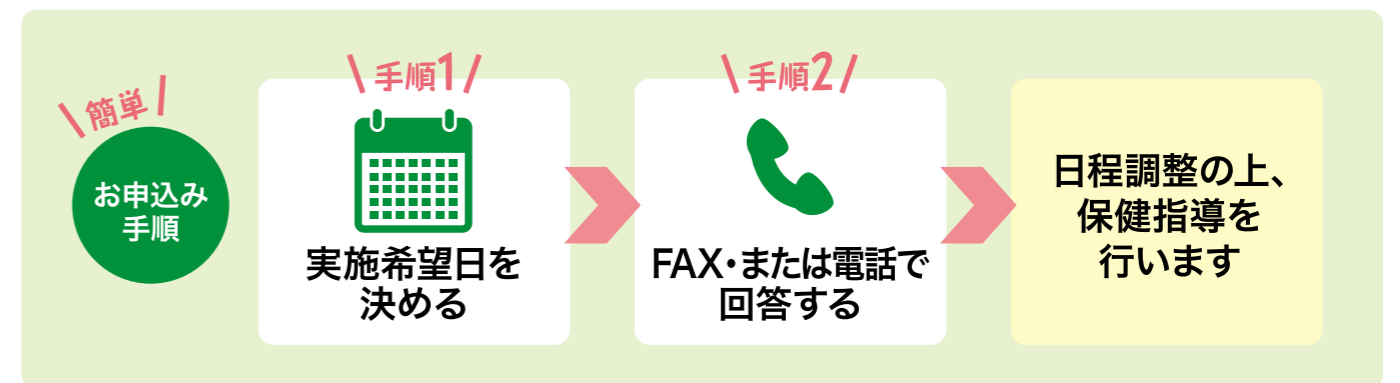 簡単
お申込み
手順
手順1
実施希望日を
決める
手順2
FAX・または電話で
回答する
日程調整の上、
保健指導を
行います